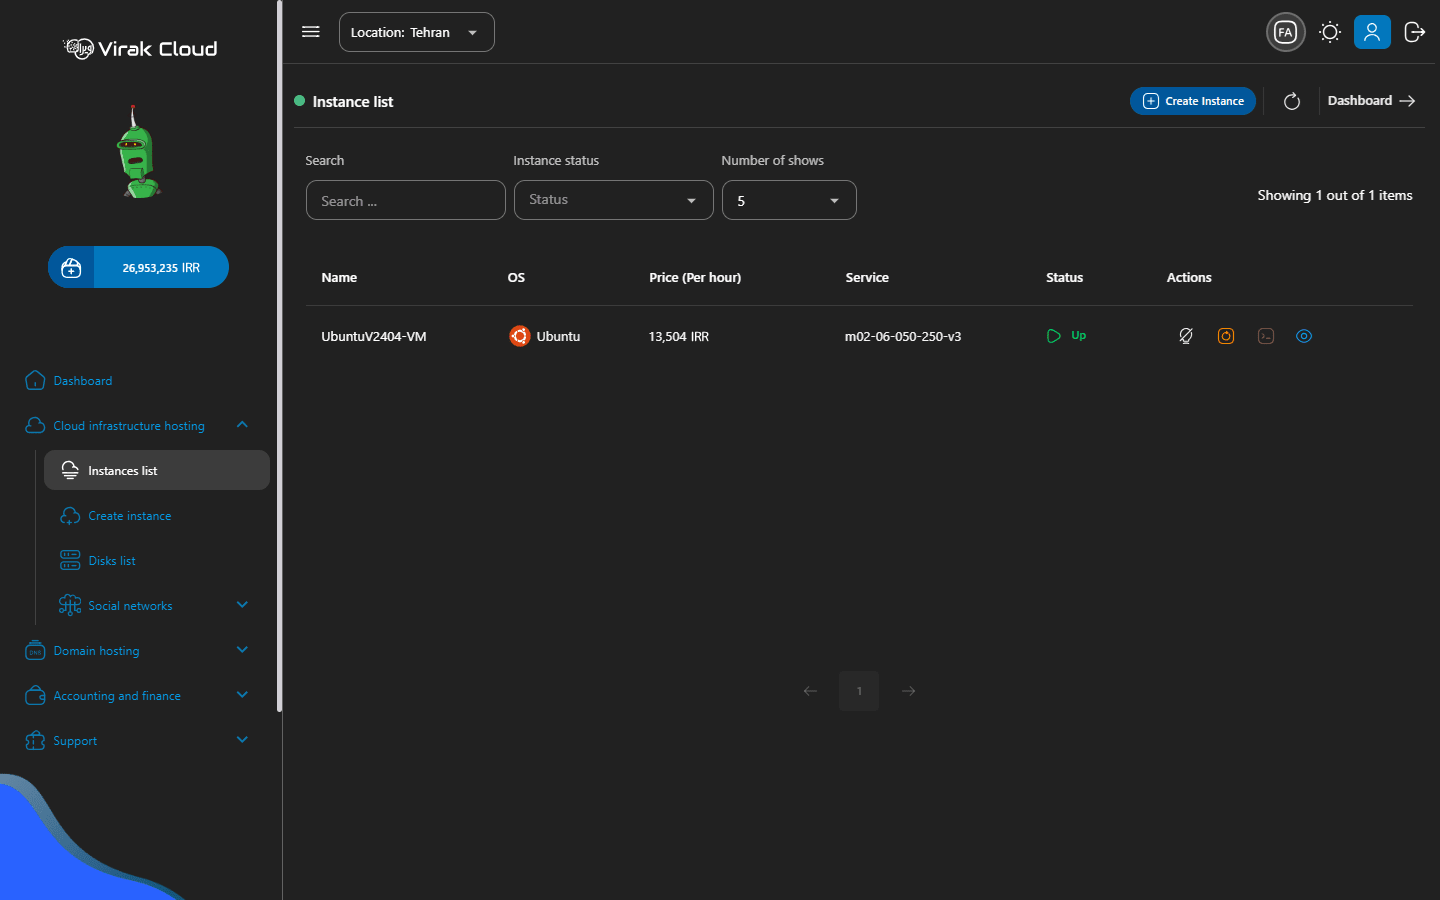 Virak Cloud
Location: Tehran
FA
Instance list
Create Instance
Dashboard
Search
Instance status
Number of shows
Search ...
Status
5
Showing 1 out of 1 items
26,953,235 IRR
Name
OS
Price (Per hour)
Service
Status
Actions
UbuntuV2404-VM
Ubuntu
13,504 IRR
m02-06-050-250-v3
Up
Dashboard
Cloud infrastructure hosting
Instances list
Create instance
Disks list
Social networks
Domain hosting
Accounting and finance
Support
1